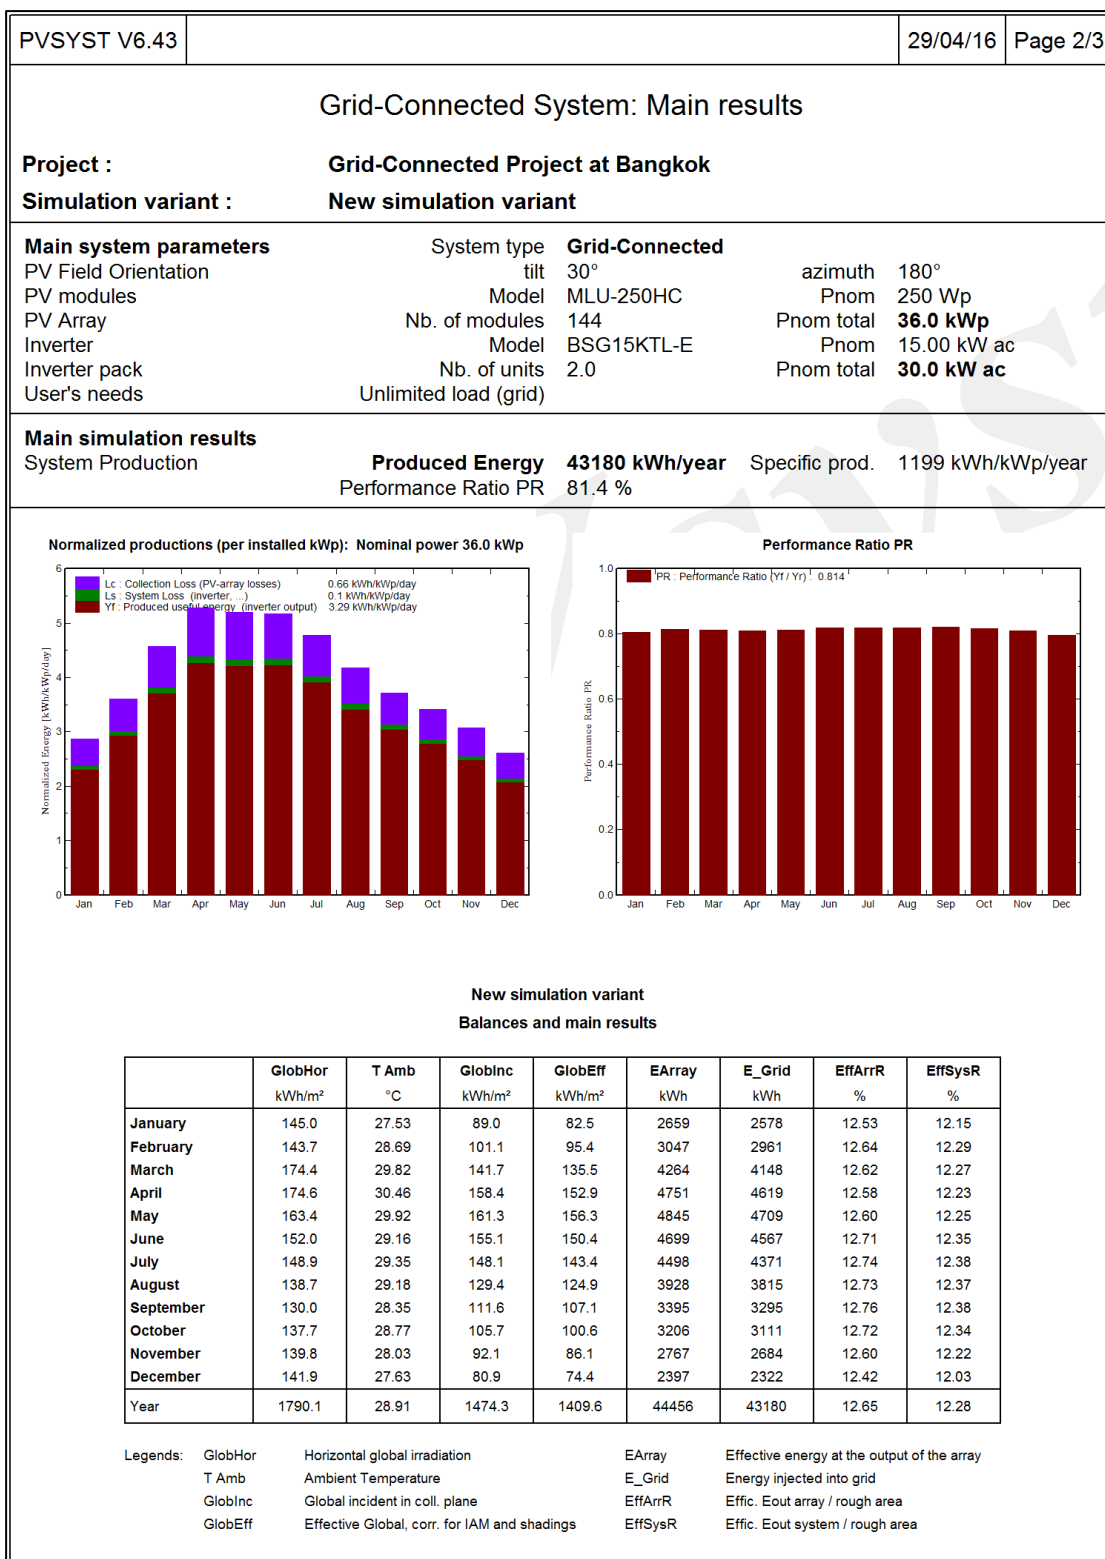 PVSYST V6.43 29/04/16 Page 2/3
Grid-Connected System: Main results
Project : Grid-Connected Project at Bangkok
Simulation variant : New simulation variant
Main system parameters System type Grid-Connected
PV Field Orientation tilt 30° azimuth 180°
PV modules Model MLU-250HC Pnom 250 Wp
PV Array Nb. of modules 144 Pnom total 36.0 kWp
Inverter Model BSG15KTL-E Pnom 15.00 kW ac
Inverter pack Nb. of units 2.0 Pnom total 30.0 kW ac
User's needs Unlimited load (grid)
Main simulation results
System Production Produced Energy 43180 kWh/year Specific prod. 1199 kWh/kWp/year
Performance Ratio PR 81.4 %
Normalized productions (per installed kWp): Nominal power 36.0 kWp
Lc : Collection Loss (PV-array losses) 0.66 kWh/kWp/day
Ls : System Loss (inverter, ...) 0.1 kWh/kWp/day
Yf : Produced useful energy (inverter output) 3.29 kWh/kWp/day
Normalized Energy [kWh/kWp/day]
6
5
4
3
2
1
0
Jan Feb Mar Apr May Jun Jul Aug Sep Oct Nov Dec
Performance Ratio PR
PR : Performance Ratio (Yf / Yr) : 0.814
Performance Ratio PR
1.0
0.8
0.6
0.4
0.2
0.0
Jan Feb Mar Apr May Jun Jul Aug Sep Oct Nov Dec
New simulation variant
Balances and main results
GlobHor T Amb GlobInc GlobEff EArray E_Grid EffArrR EffSysR
kWh/m² °C kWh/m² kWh/m² kWh kWh % %
January 145.0 27.53 89.0 82.5 2659 2578 12.53 12.15
February 143.7 28.69 101.1 95.4 3047 2961 12.64 12.29
March 174.4 29.82 141.7 135.5 4264 4148 12.62 12.27
April 174.6 30.46 158.4 152.9 4751 4619 12.58 12.23
May 163.4 29.92 161.3 156.3 4845 4709 12.60 12.25
June 152.0 29.16 155.1 150.4 4699 4567 12.71 12.35
July 148.9 29.35 148.1 143.4 4498 4371 12.74 12.38
August 138.7 29.18 129.4 124.9 3928 3815 12.73 12.37
September 130.0 28.35 111.6 107.1 3395 3295 12.76 12.38
October 137.7 28.77 105.7 100.6 3206 3111 12.72 12.34
November 139.8 28.03 92.1 86.1 2767 2684 12.60 12.22
December 141.9 27.63 80.9 74.4 2397 2322 12.42 12.03
Year 1790.1 28.91 1474.3 1409.6 44456 43180 12.65 12.28
Legends: GlobHor Horizontal global irradiation EArray Effective energy at the output of the array
T Amb Ambient Temperature E_Grid Energy injected into grid
GlobInc Global incident in coll. plane EffArrR Effic. Eout array / rough area
GlobEff Effective Global, corr. for IAM and shadings EffSysR Effic. Eout system / rough area